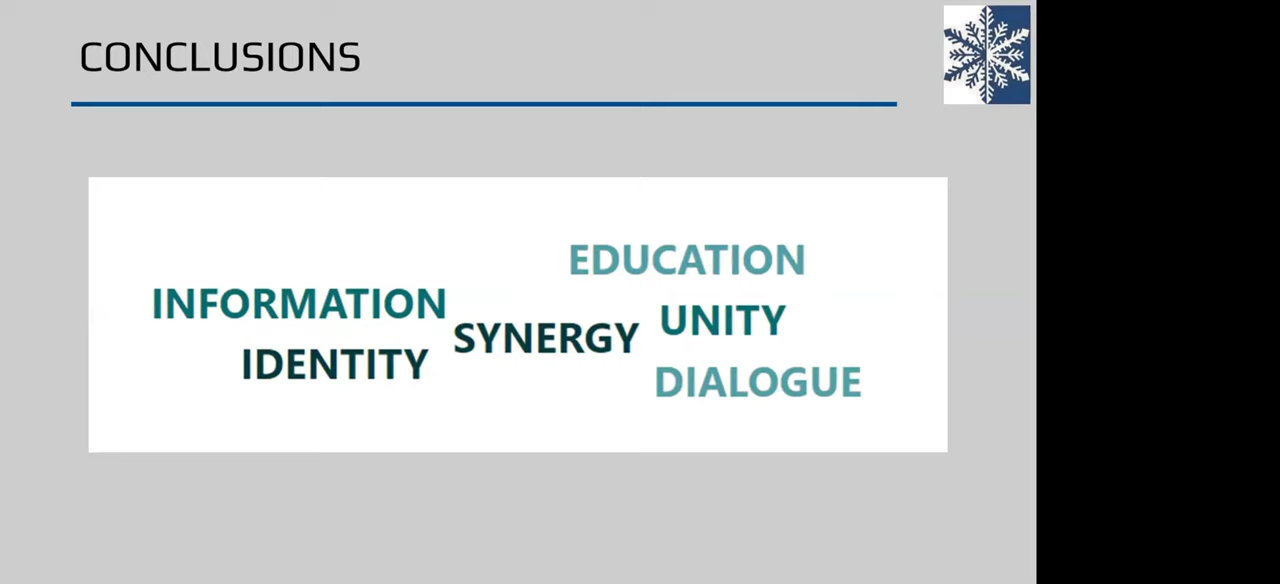 CONCLUSIONS
EDUCATION
INFORMATION
UNITY
SYNERGY
IDENTITY
DIALOGUE